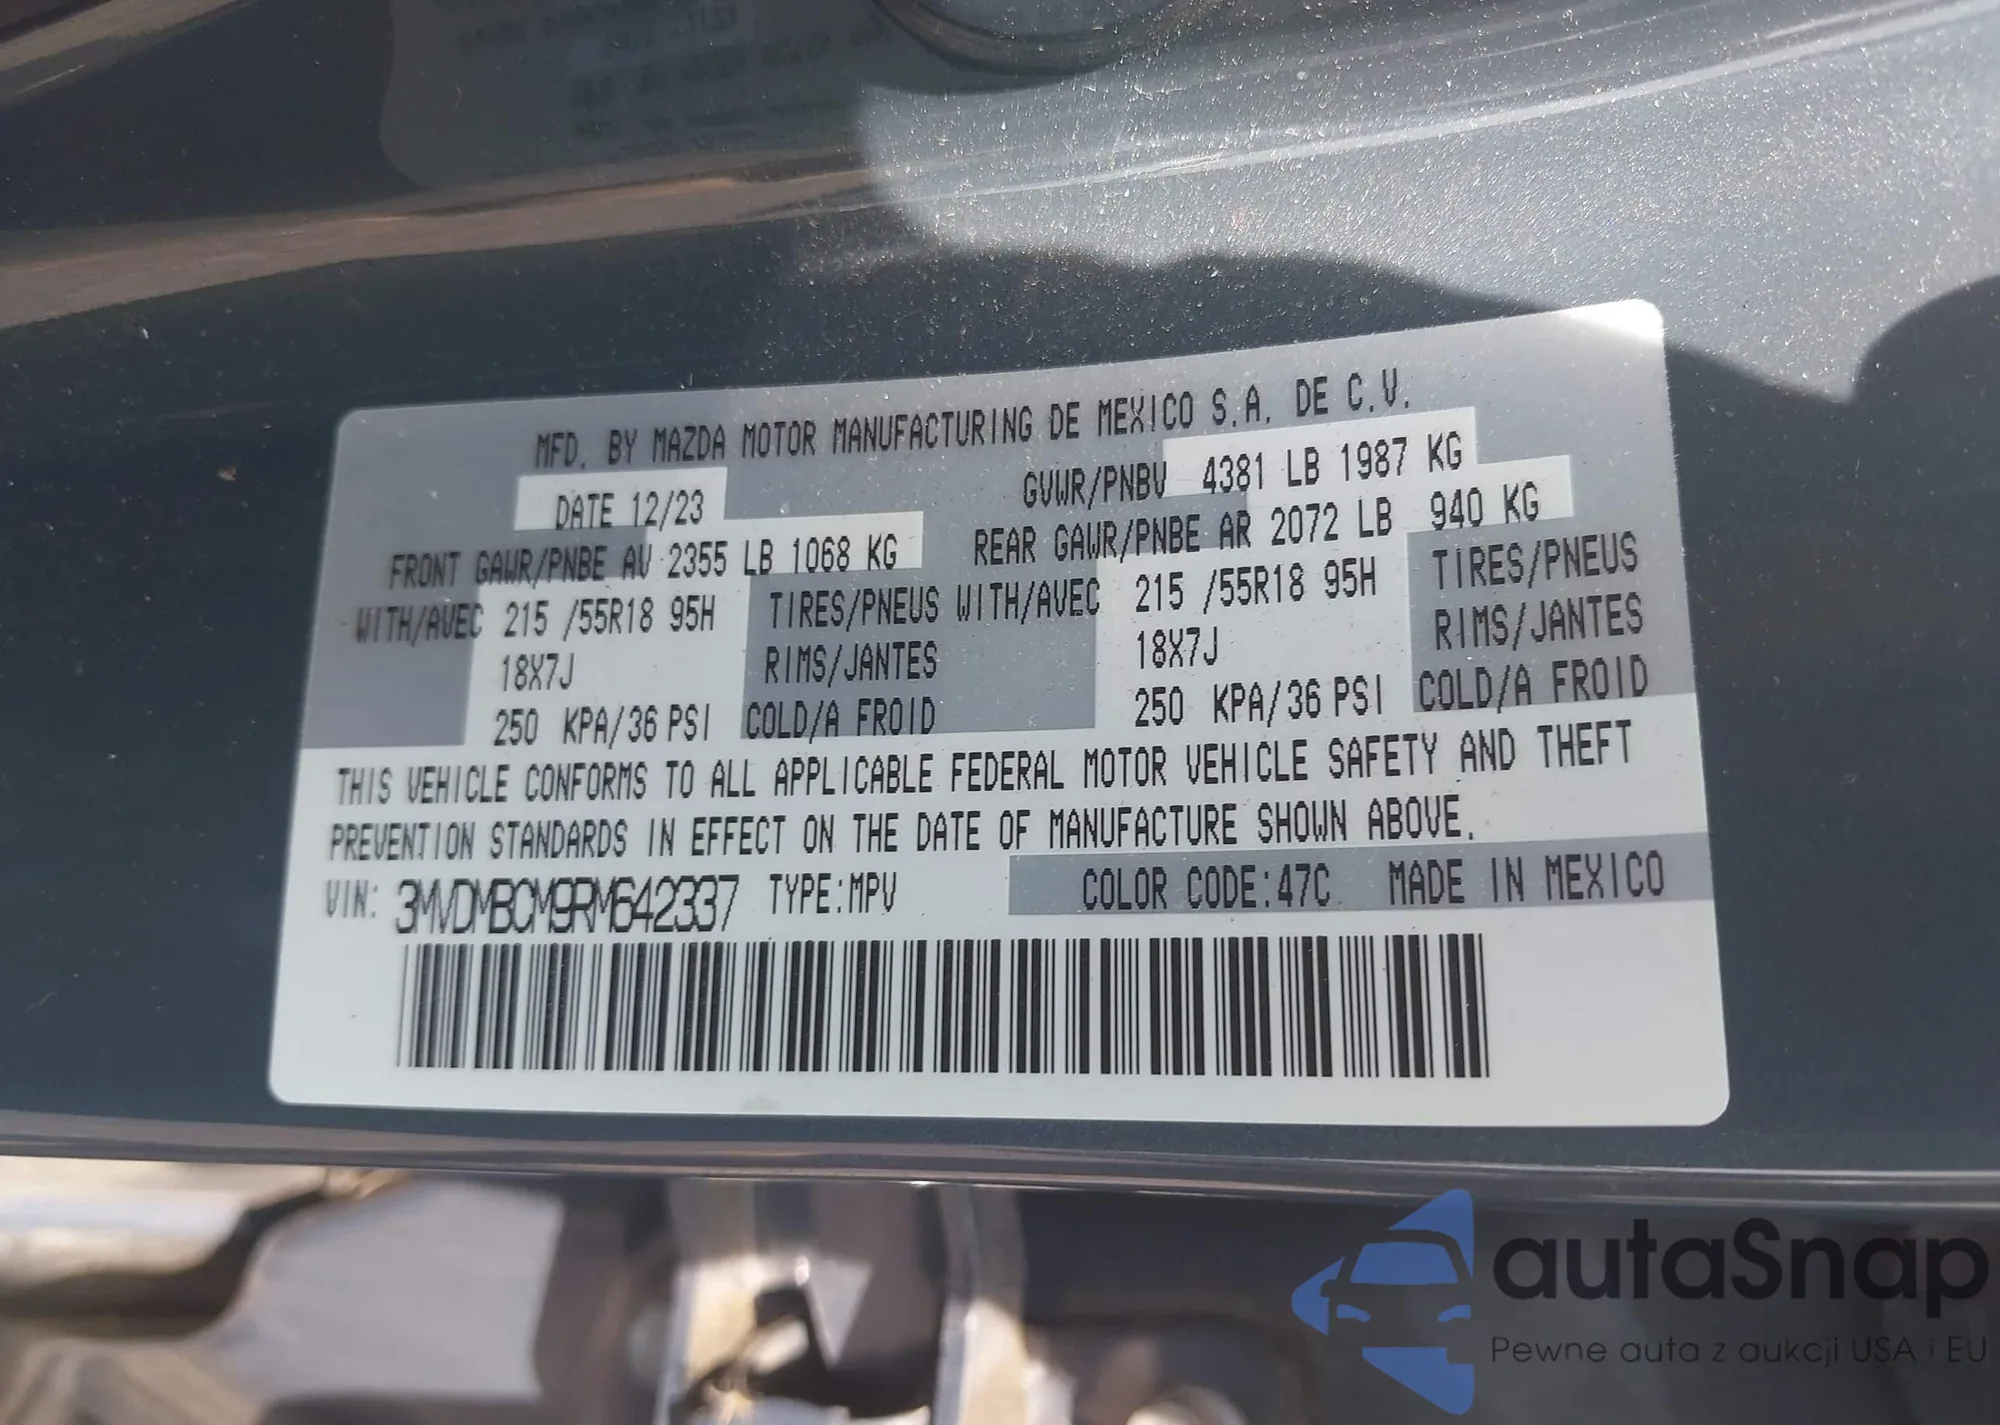 MFD. BY MAZDA MOTOR MANUFACTURING DE MEXICO S.A. DE C.V.
DATE 12/23 GVWR/PNBV 4381 LB 1987 KG
FRONT GAWR/PNBE AV 2355 LB 1068 KG REAR GAWR/PNBE AR 2072 LB 940 KG
WITH/AVEC 215 /55R18 95H TIRES/PNEUS WITH/AVEC 215 /55R18 95H TIRES/PNEUS
18X7J RIMS/JANTES 18X7J RIMS/JANTES
250 KPA/36 PSI COLD/A FROID 250 KPA/36 PSI COLD/A FROID
THIS VEHICLE CONFORMS TO ALL APPLICABLE FEDERAL MOTOR VEHICLE SAFETY AND THEFT
PREVENTION STANDARDS IN EFFECT ON THE DATE OF MANUFACTURE SHOWN ABOVE.
VIN: 3MVDMBCM9RM642337 TYPE:MPV COLOR CODE:47C MADE IN MEXICO
autaSnap
Pewne auta z aukcji USA i EU